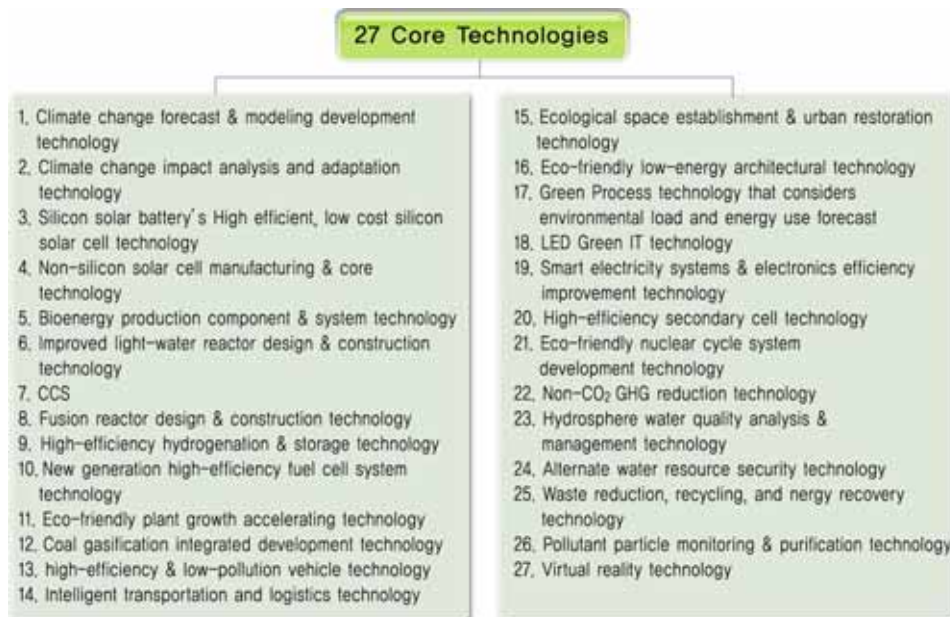 27 Core Technologies
1, Climate change forecast & modeling development
technology
2, Climate change impact analysis and adaptation
technology
3, Silicon solar battery's High efficient, low cost silicon
solar cell technology
4, Non-silicon solar cell manufacturing & core
technology
5, Bioenergy production component & system technology
6, Improved light-water reactor design & construction
technology
7, CCS
8, Fusion reactor design & construction technology
9, High-efficiency hydrogenation & storage technology
10, New generation high-efficiency fuel cell system
technology
11, Eco-friendly plant growth accelerating technology
12, Coal gasification integrated development technology
13, high-efficiency & low-pollution vehicle technology
14, Intelligent transportation and logistics technology
15, Ecological space establishment & urban restoration
technology
16, Eco-friendly low-energy architectural technology
17, Green Process technology that considers
environmental load and energy use forecast
18, LED Green IT technology
19, Smart electricity systems & electronics efficiency
improvement technology
20, High-efficiency secondary cell technology
21, Eco-friendly nuclear cycle system
development technology
22, Non-CO₂ GHG reduction technology
23, Hydrosphere water quality analysis &
management technology
24, Alternate water resource security technology
25, Waste reduction, recycling, and nergy recovery
technology
26, Pollutant particle monitoring & purification technology
27, Virtual reality technology